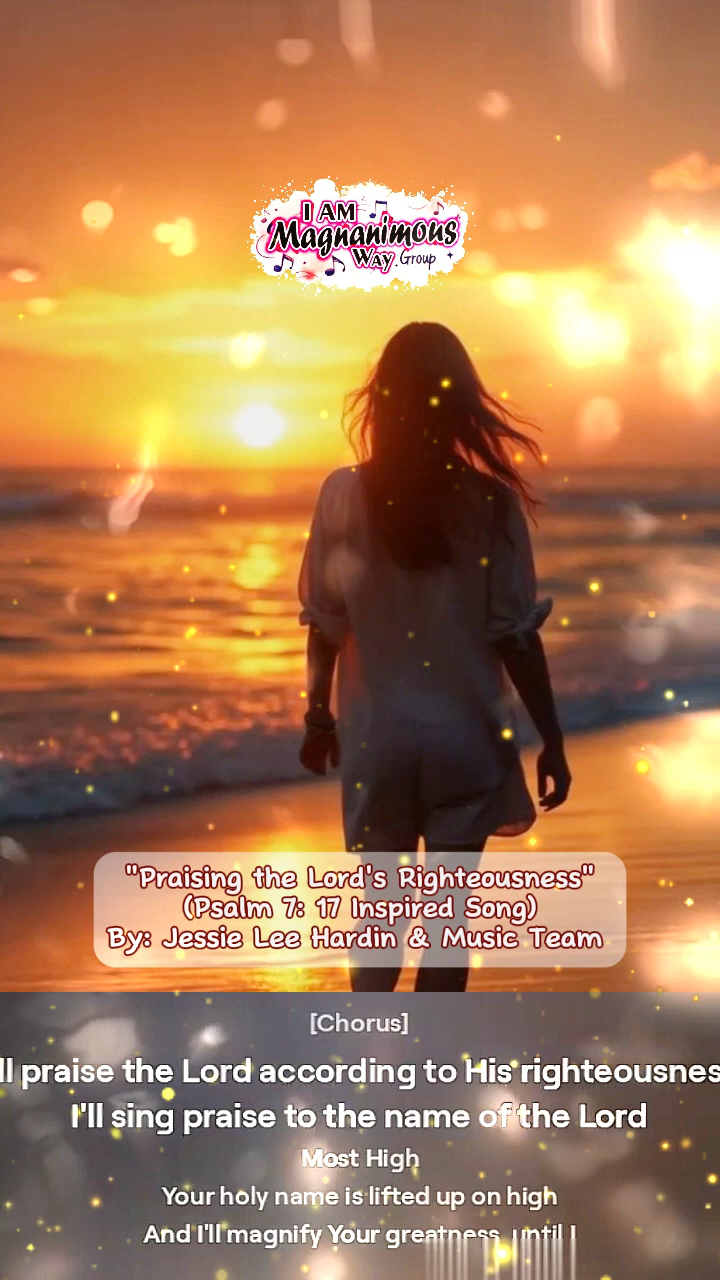 I AM
Magnanimous
Way Group
"Praising the Lord's Righteousness"
(Psalm 7: 17 Inspired Song)
By: Jessie Lee Hardin & Music Team
[Chorus]
ll praise the Lord according to His righteousnes
I'll sing praise to the name of the Lord
Most High
Your holy name is lifted up on high
And I'll magnify Your greatness until I